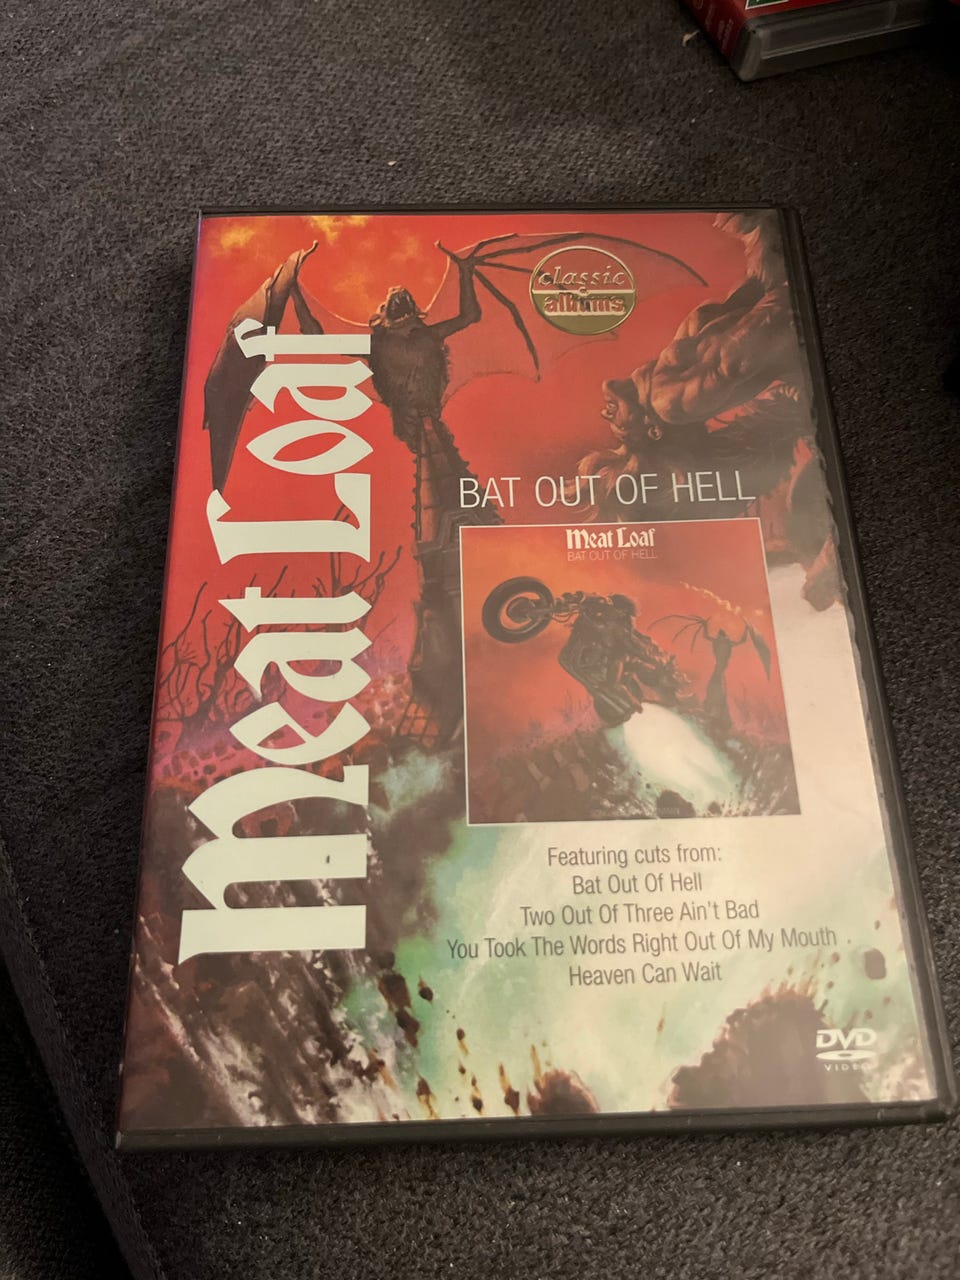 Meat Loaf
classic
albums
BAT OUT OF HELL
Meat Loaf
BAT OUT OF HELL
Featuring cuts from:
Bat Out Of Hell
Two Out Of Three Ain't Bad
You Took The Words Right Out Of My Mouth
Heaven Can Wait
DVD
VIDEO